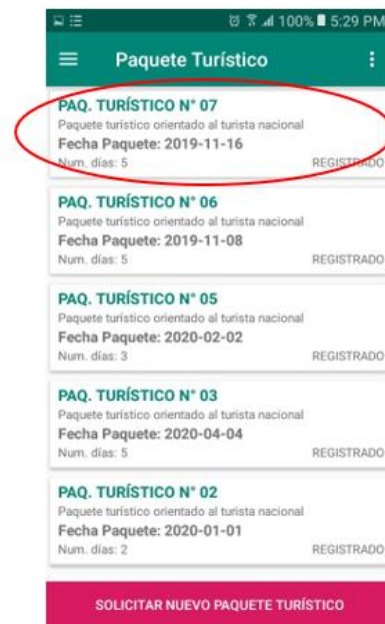 100% 5:29 PM
Paquete Turístico
PAQ. TURÍSTICO N° 07
Paquete turístico orientado al turista nacional
Fecha Paquete: 2019-11-16
Num. días: 5 REGISTRADO
PAQ. TURÍSTICO N° 06
Paquete turístico orientado al turista nacional
Fecha Paquete: 2019-11-08
Num. días: 5 REGISTRADO
PAQ. TURÍSTICO N° 05
Paquete turístico orientado al turista nacional
Fecha Paquete: 2020-02-02
Num. días: 3 REGISTRADO
PAQ. TURÍSTICO N° 03
Paquete turístico orientado al turista nacional
Fecha Paquete: 2020-04-04
Num. días: 5 REGISTRADO
PAQ. TURÍSTICO N° 02
Paquete turístico orientado al turista nacional
Fecha Paquete: 2020-01-01
Num. días: 2 REGISTRADO
SOLICITAR NUEVO PAQUETE TURÍSTICO